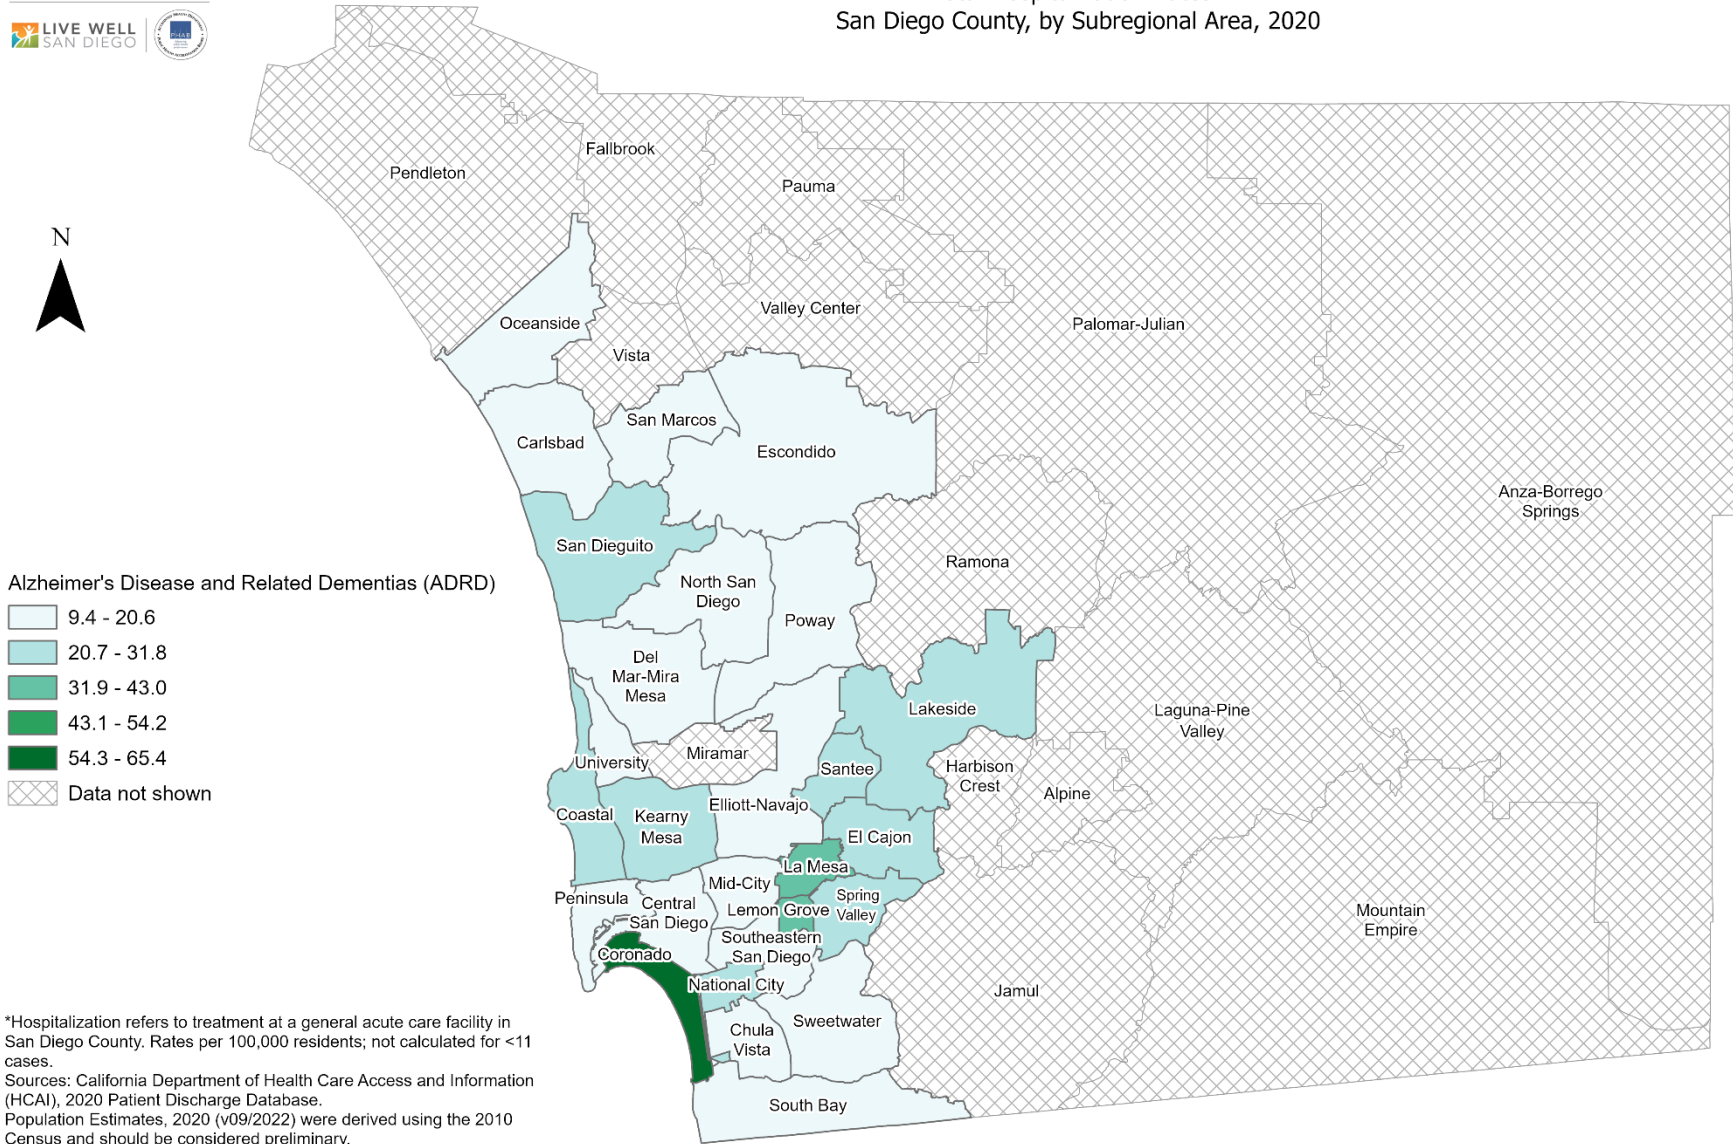 San Diego County, by Subregional Area, 2020
LIVE WELL
SAN DIEGO
PHAB
N
Pendleton
Fallbrook
Pauma
Oceanside
Valley Center
Palomar-Julian
Vista
San Marcos
Carlsbad
Escondido
Anza-Borrego
Springs
San Dieguito
Ramona
North San
Diego
Poway
Del
Mar-Mira
Mesa
Lakeside
Laguna-Pine
Valley
Miramar
University
Santee
Harbison
Crest
Alpine
Elliott-Navajo
Coastal
Kearny
Mesa
El Cajon
La Mesa
Mid-City
Peninsula
Central
San Diego
Spring
Valley
Lemon Grove
Mountain
Empire
Southeastern
San Diego
Coronado
National City
Jamul
Sweetwater
Chula
Vista
South Bay
Alzheimer's Disease and Related Dementias (ADRD)
9.4 - 20.6
20.7 - 31.8
31.9 - 43.0
43.1 - 54.2
54.3 - 65.4
Data not shown
*Hospitalization refers to treatment at a general acute care facility in
San Diego County. Rates per 100,000 residents; not calculated for <11
cases.
Sources: California Department of Health Care Access and Information
(HCAI), 2020 Patient Discharge Database.
Population Estimates, 2020 (v09/2022) were derived using the 2010
Census and should be considered preliminary.